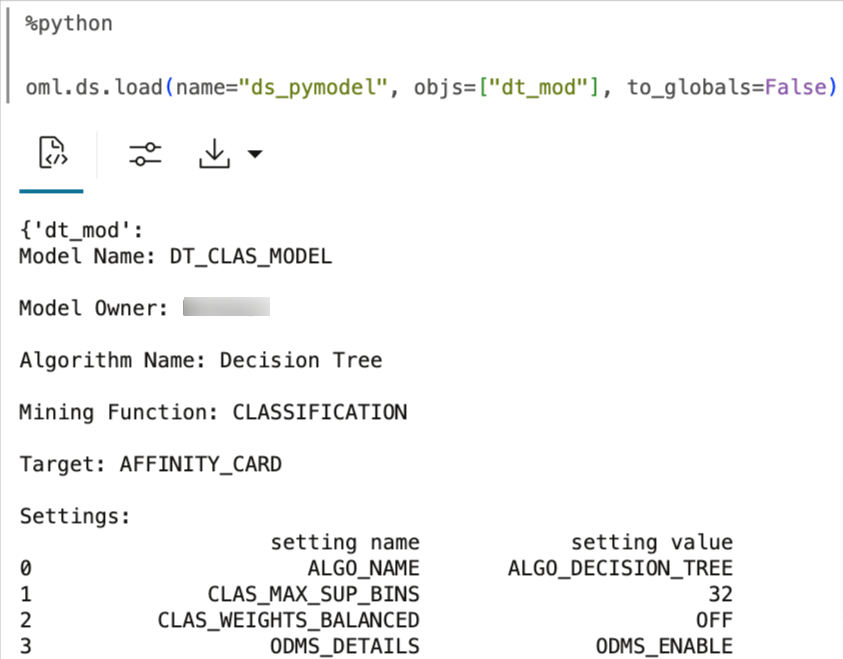 %python
oml.ds.load(name="ds_pymodel", objs=["dt_mod"], to_globals=False)
{'dt_mod':
Model Name: DT_CLAS_MODEL
Model Owner:
Algorithm Name: Decision Tree
Mining Function: CLASSIFICATION
Target: AFFINITY_CARD
Settings:
setting name setting value
0 ALGO_NAME ALGO_DECISION_TREE
1 CLAS_MAX_SUP_BINS 32
2 CLAS_WEIGHTS_BALANCED OFF
3 ODMS_DETAILS ODMS_ENABLE